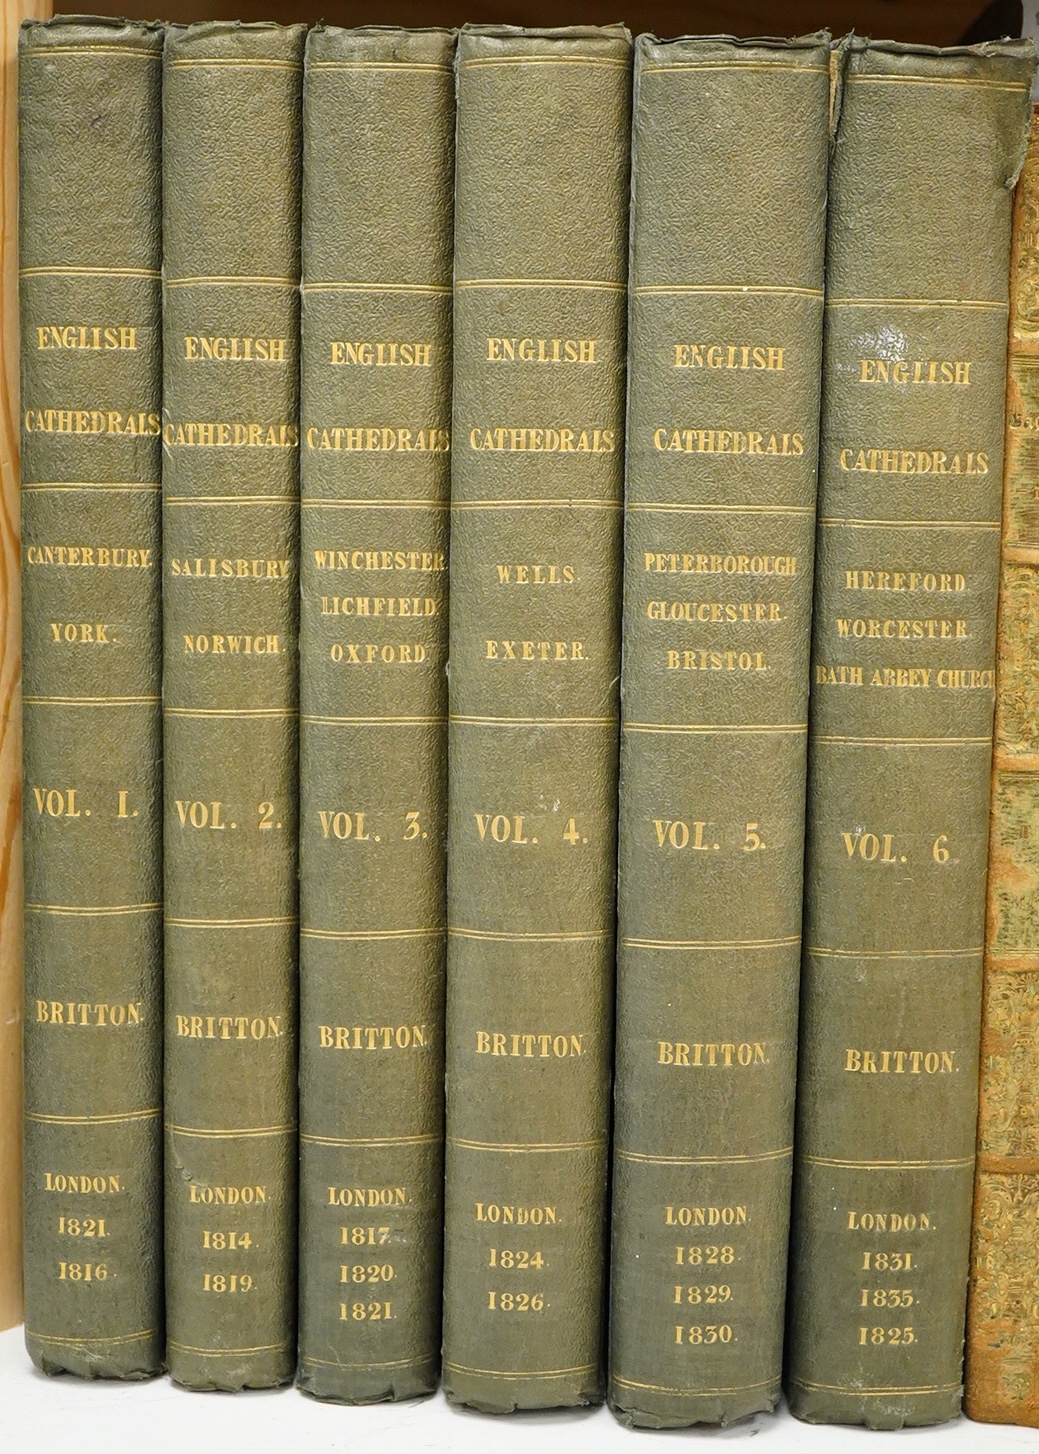 ENGLISH
CATHEDRALS
CANTERBURY.
YORK.
VOL. 1.
BRITTON.
LONDON.
1821.
1816.
ENGLISH
CATHEDRALS
SALISBURY
NORWICH.
VOL. 2.
BRITTON.
LONDON.
1814.
1819.
ENGLISH
CATHEDRALS
WINCHESTER
LICHFIELD
OXFORD
VOL. 3.
BRITTON.
LONDON.
1817.
1820.
1821.
ENGLISH
CATHEDRALS
WELLS.
EXETER.
VOL. 4.
BRITTON.
LONDON.
1824.
1826.
ENGLISH
CATHEDRALS
PETERBOROUGH
GLOUCESTER.
BRISTOL.
VOL. 5.
BRITTON.
LONDON.
1828.
1829.
1830.
ENGLISH
CATHEDRALS
HEREFORD.
WORCESTER.
BATH ABBEY CHURCH
VOL. 6
BRITTON.
LONDON.
1831.
1835.
1825.